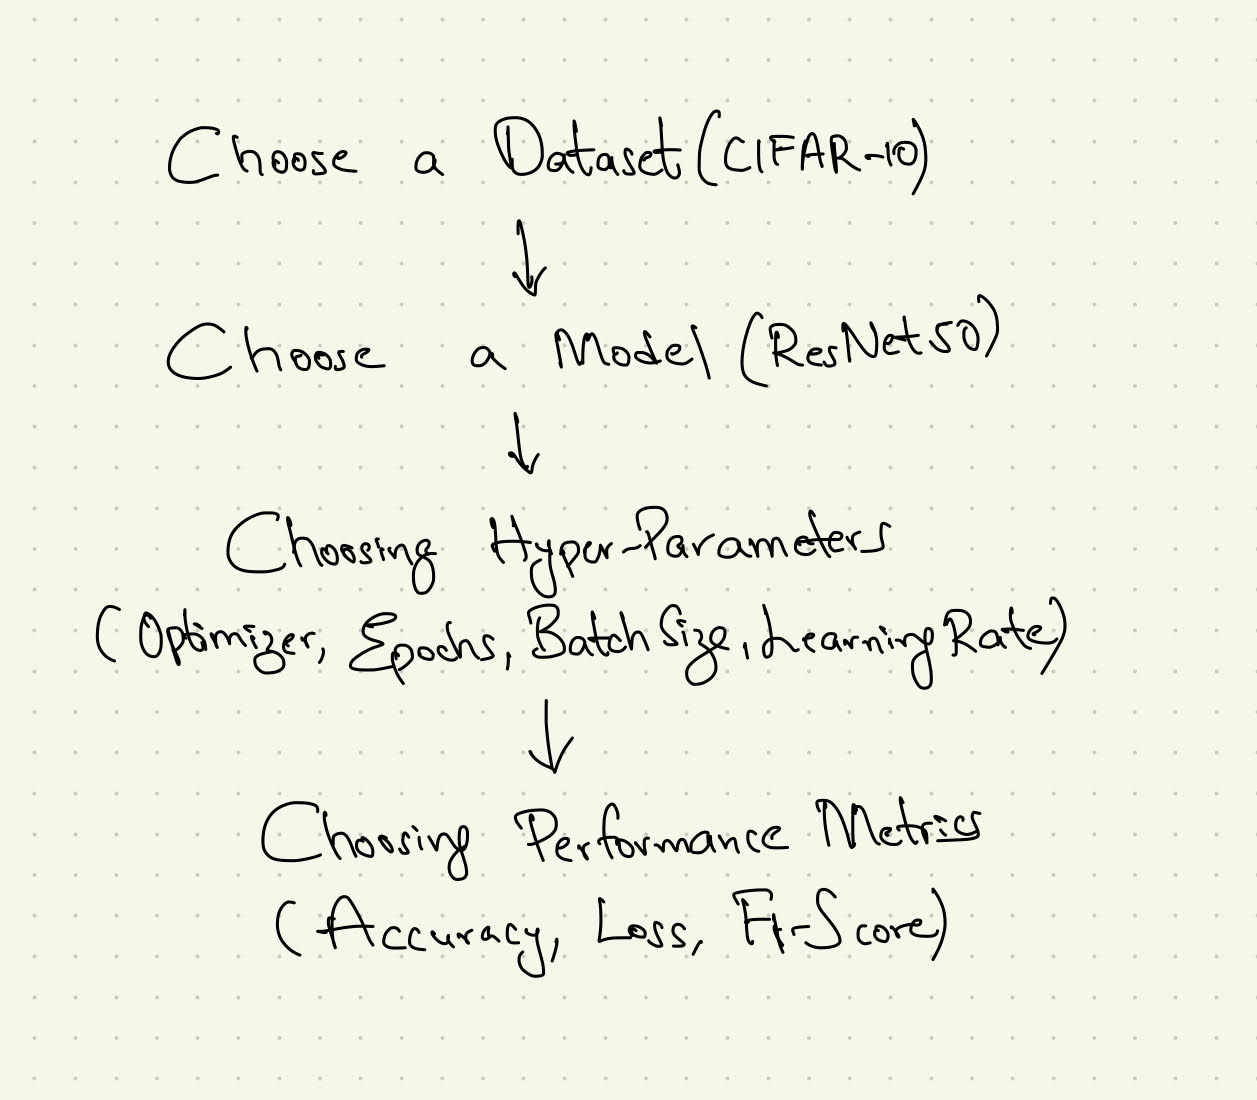 Choose a Dataset (CIFAR-10)
Choose a Model (ResNet50)
Choosing Hyper-Parameters
(Optimizer, Epochs, Batch Size, Learning Rate)
Choosing Performance Metrics
(Accuracy, Loss, F1-Score)